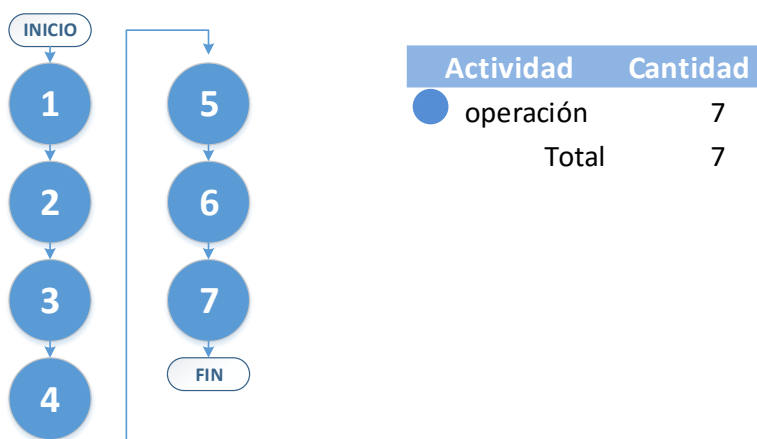 INICIO
1
2
3
4
5
6
7
FIN
Actividad Cantidad
operación 7
Total 7